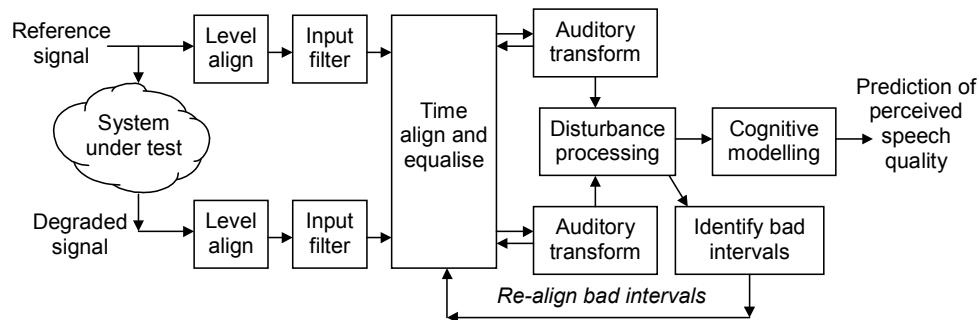 Reference
signal
Level
align
Input
filter
Auditory
transform
System
under test
Time
align and
equalise
Disturbance
processing
Cognitive
modelling
Prediction of
perceived
speech
quality
Degraded
signal
Level
align
Input
filter
Auditory
transform
Identify bad
intervals
Re-align bad intervals